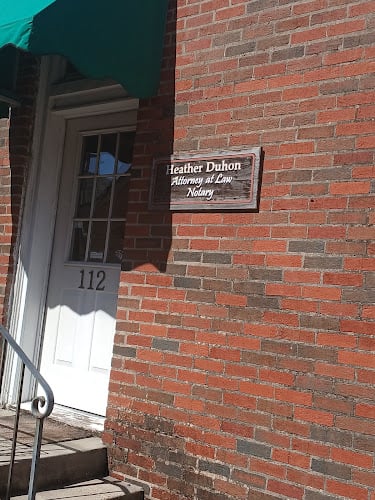 Heather Duhon
Attorney at Law
Notary
112